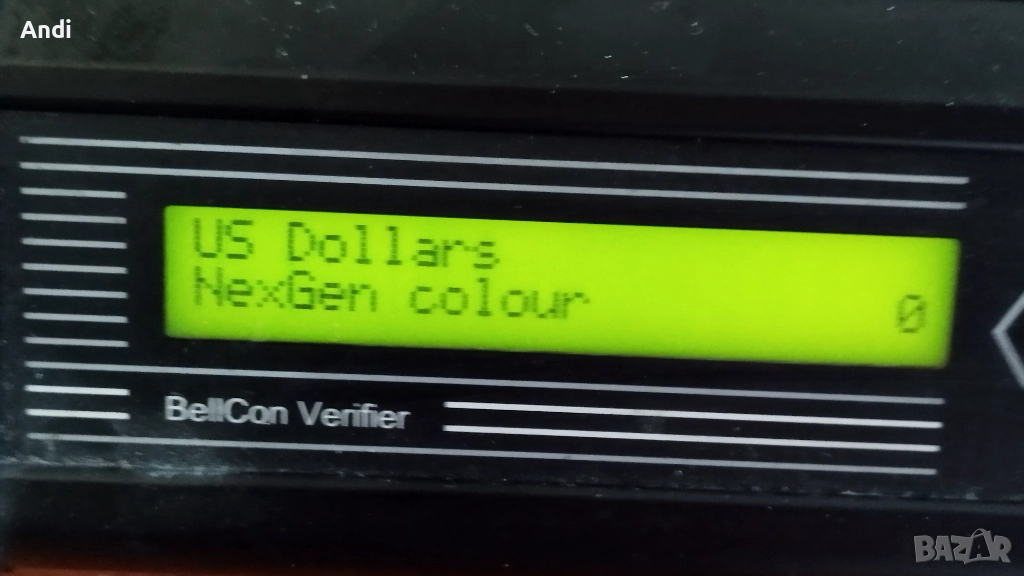 Andi
US Dollars
NexGen colour 0
BellCon Verifier
BAZAR